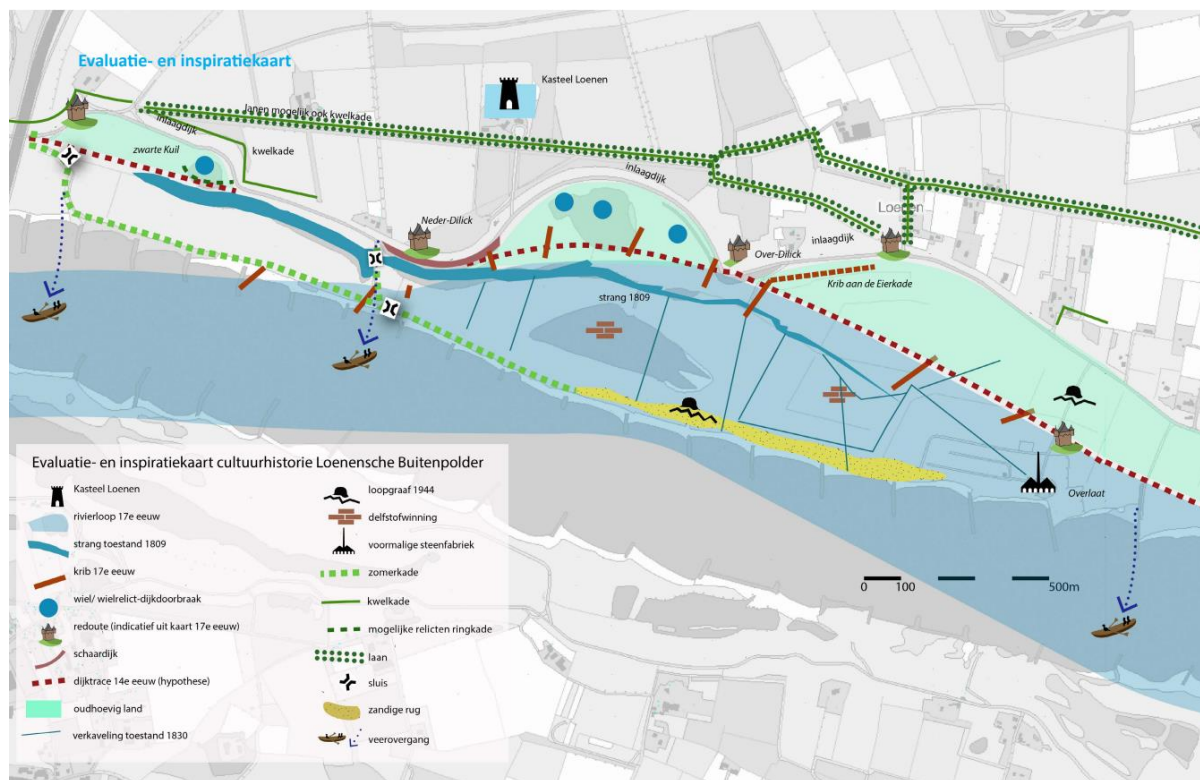 Evaluatie- en inspiratiekaart
Kasteel Loenen
lanen mogelijk ook kwelkade
inlaagdijk
zwarte Kuil
kwelkade
inlaagdijk
Neder-Dilick
Loenen
Over-Dilick
inlaagdijk
Krib aan de Eierkade
strang 1809
Overlaat
0 100 500m
Evaluatie- en inspiratiekaart cultuurhistorie Loenensche Buitenpolder
Kasteel Loenen
rivierloop 17e eeuw
strang toestand 1809
krib 17e eeuw
wiel/ wielrelict-dijkdoorbraak
redoute (indicatief uit kaart 17e eeuw)
schaardijk
dijktrace 14e eeuw (hypothese)
oudhoevig land
verkaveling toestand 1830
loopgraaf 1944
delfstofwinning
voormalige steenfabriek
zomerkade
kwelkade
mogelijke relicten ringkade
laan
sluis
zandige rug
veerovergang